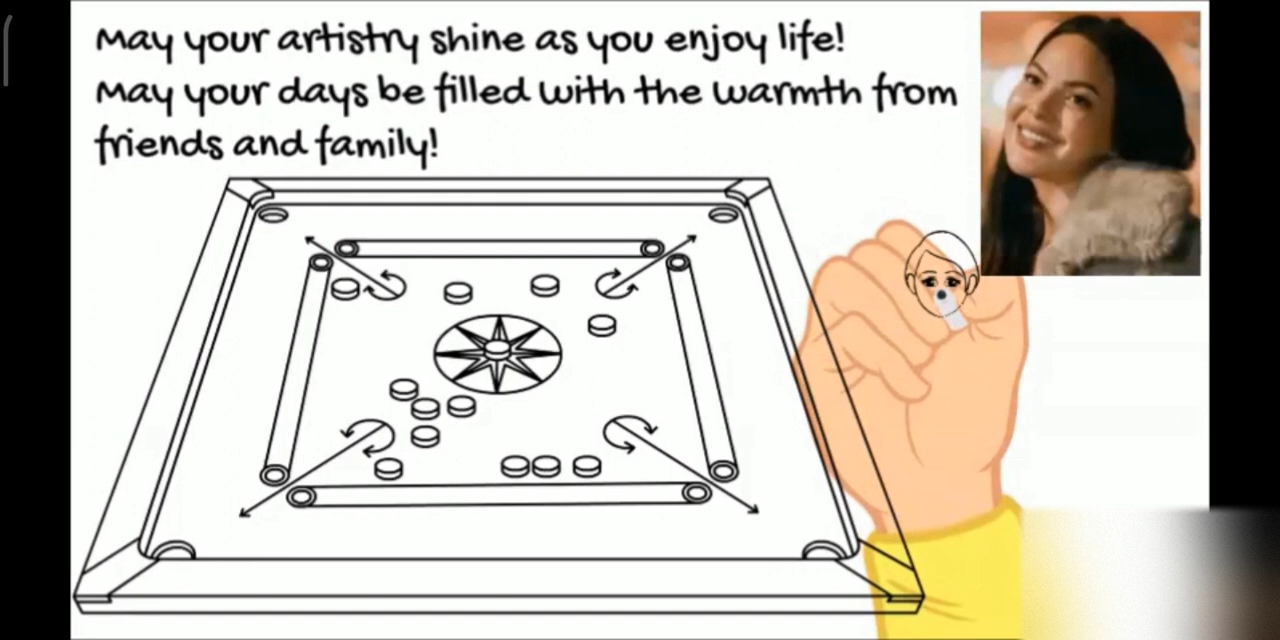 May your artistry shine as you enjoy life!
May your days be filled with the warmth from
friends and family!